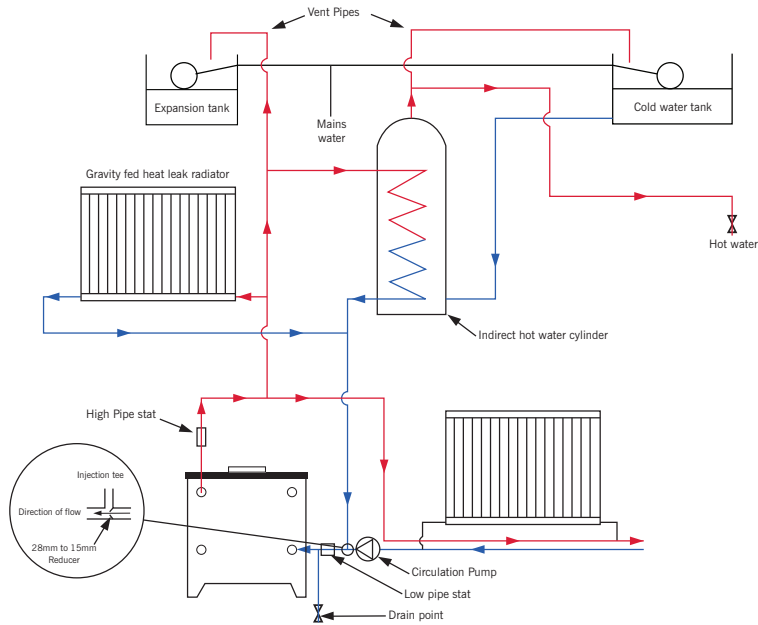 Vent Pipes
Expansion tank
Mains
water
Cold water tank
Gravity fed heat leak radiator
Hot water
Indirect hot water cylinder
High Pipe stat
Injection tee
Direction of flow
28mm to 15mm
Reducer
Circulation Pump
Low pipe stat
Drain point